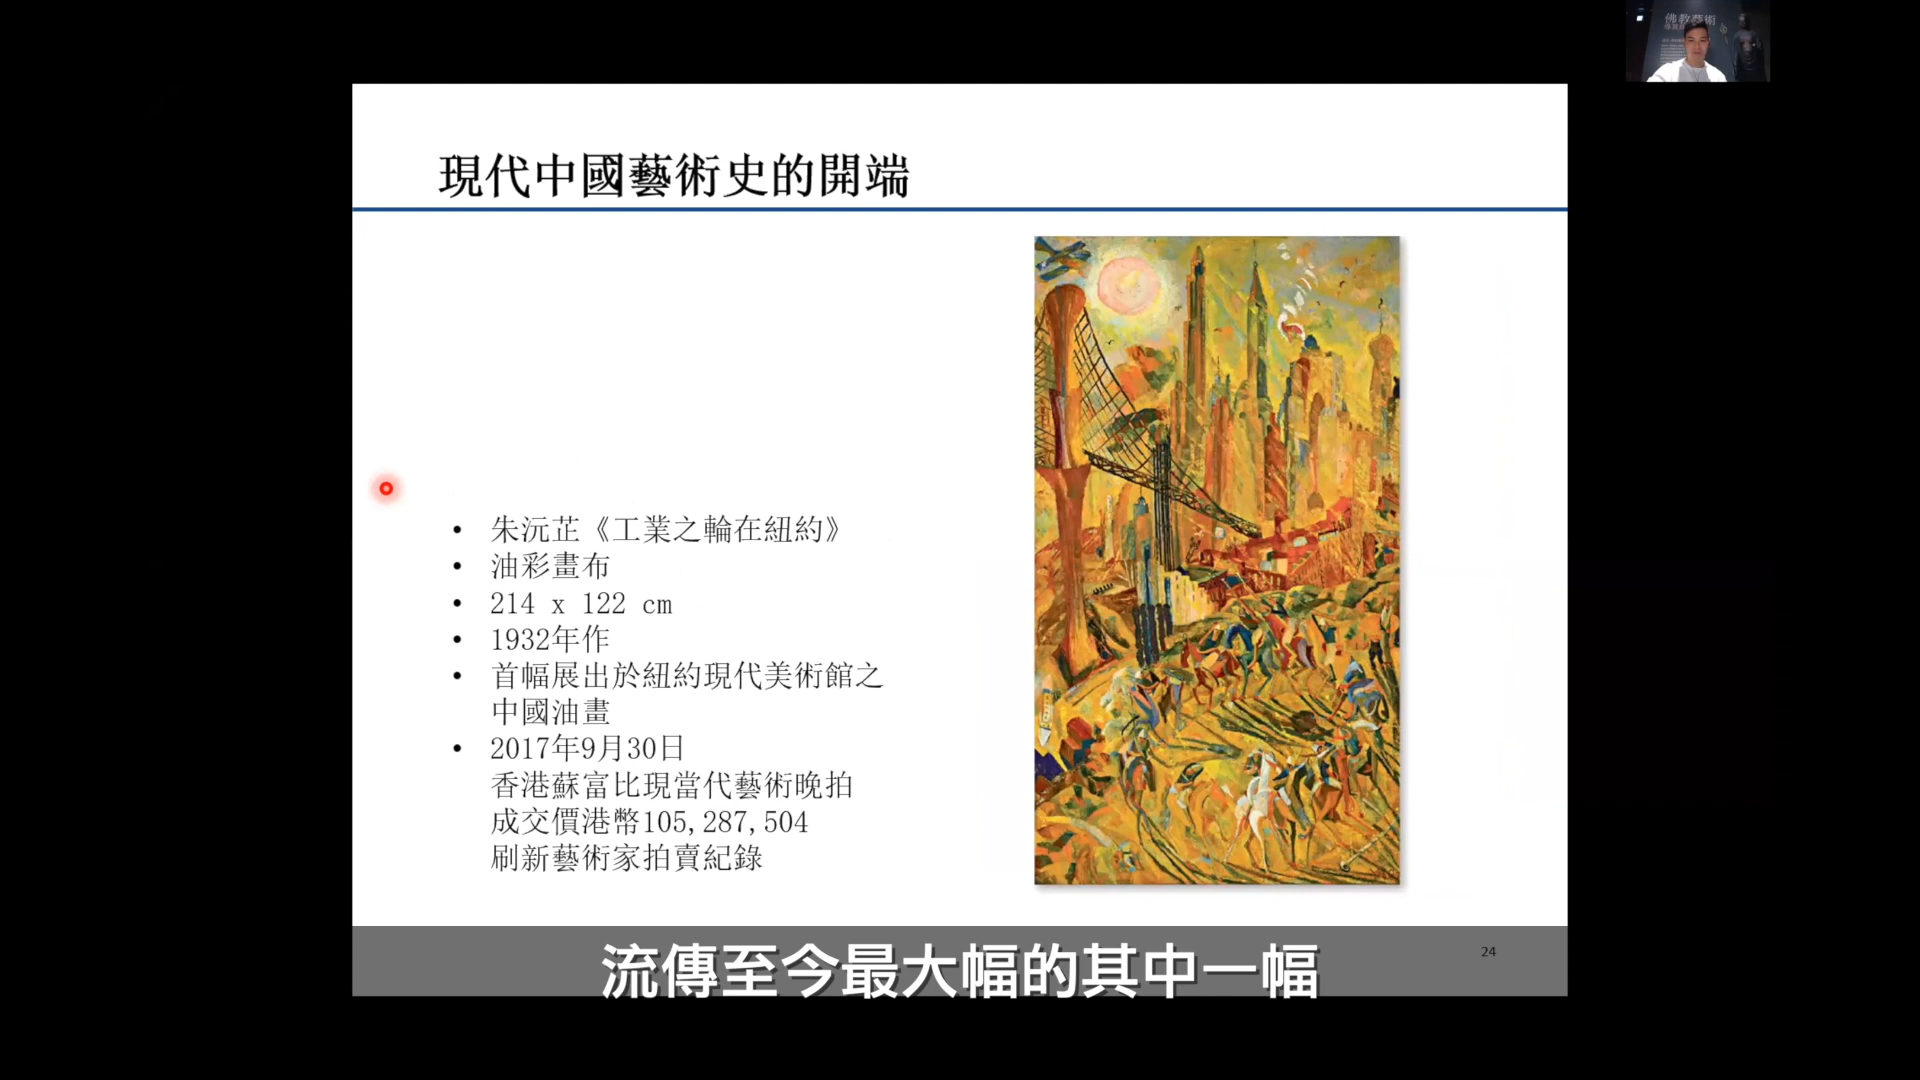 佛教藝術
現代中國藝術史的開端
• 朱沅芷《工業之輪在紐約》
• 油彩畫布
• 214 x 122 cm
• 1932年作
• 首幅展出於紐約現代美術館之
中國油畫
• 2017年9月30日
香港蘇富比現當代藝術晚拍
成交價港幣105,287,504
刷新藝術家拍賣紀錄
流傳至今最大幅的其中一幅
24